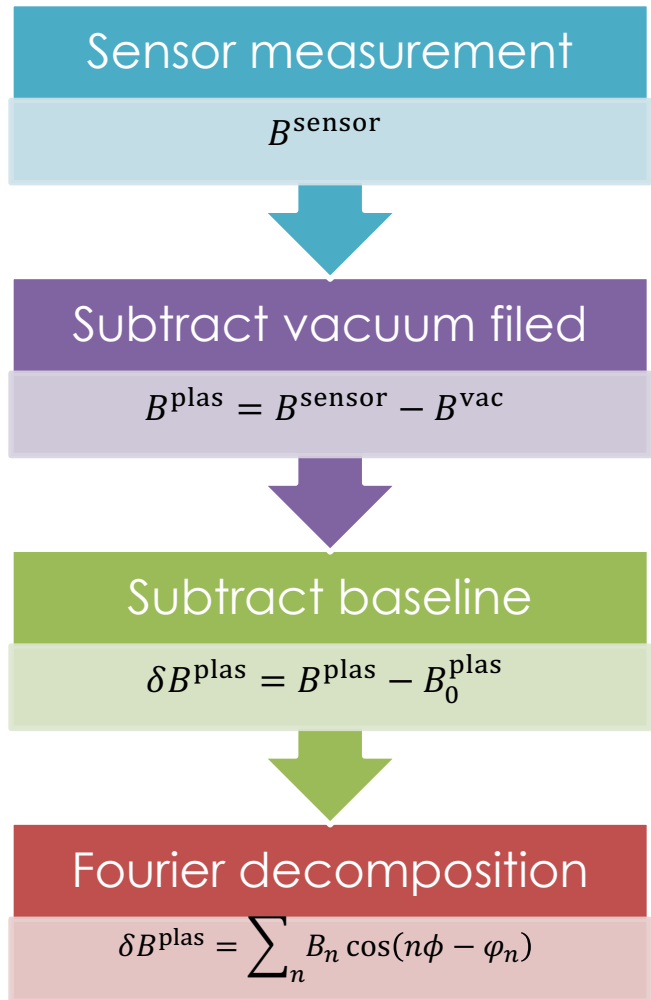 Sensor measurement
B^sensor
Subtract vacuum filed
B^plas = B^sensor − B^vac
Subtract baseline
δB^plas = B^plas − B_0^plas
Fourier decomposition
δB^plas = ∑_n B_n cos(nϕ − φ_n)